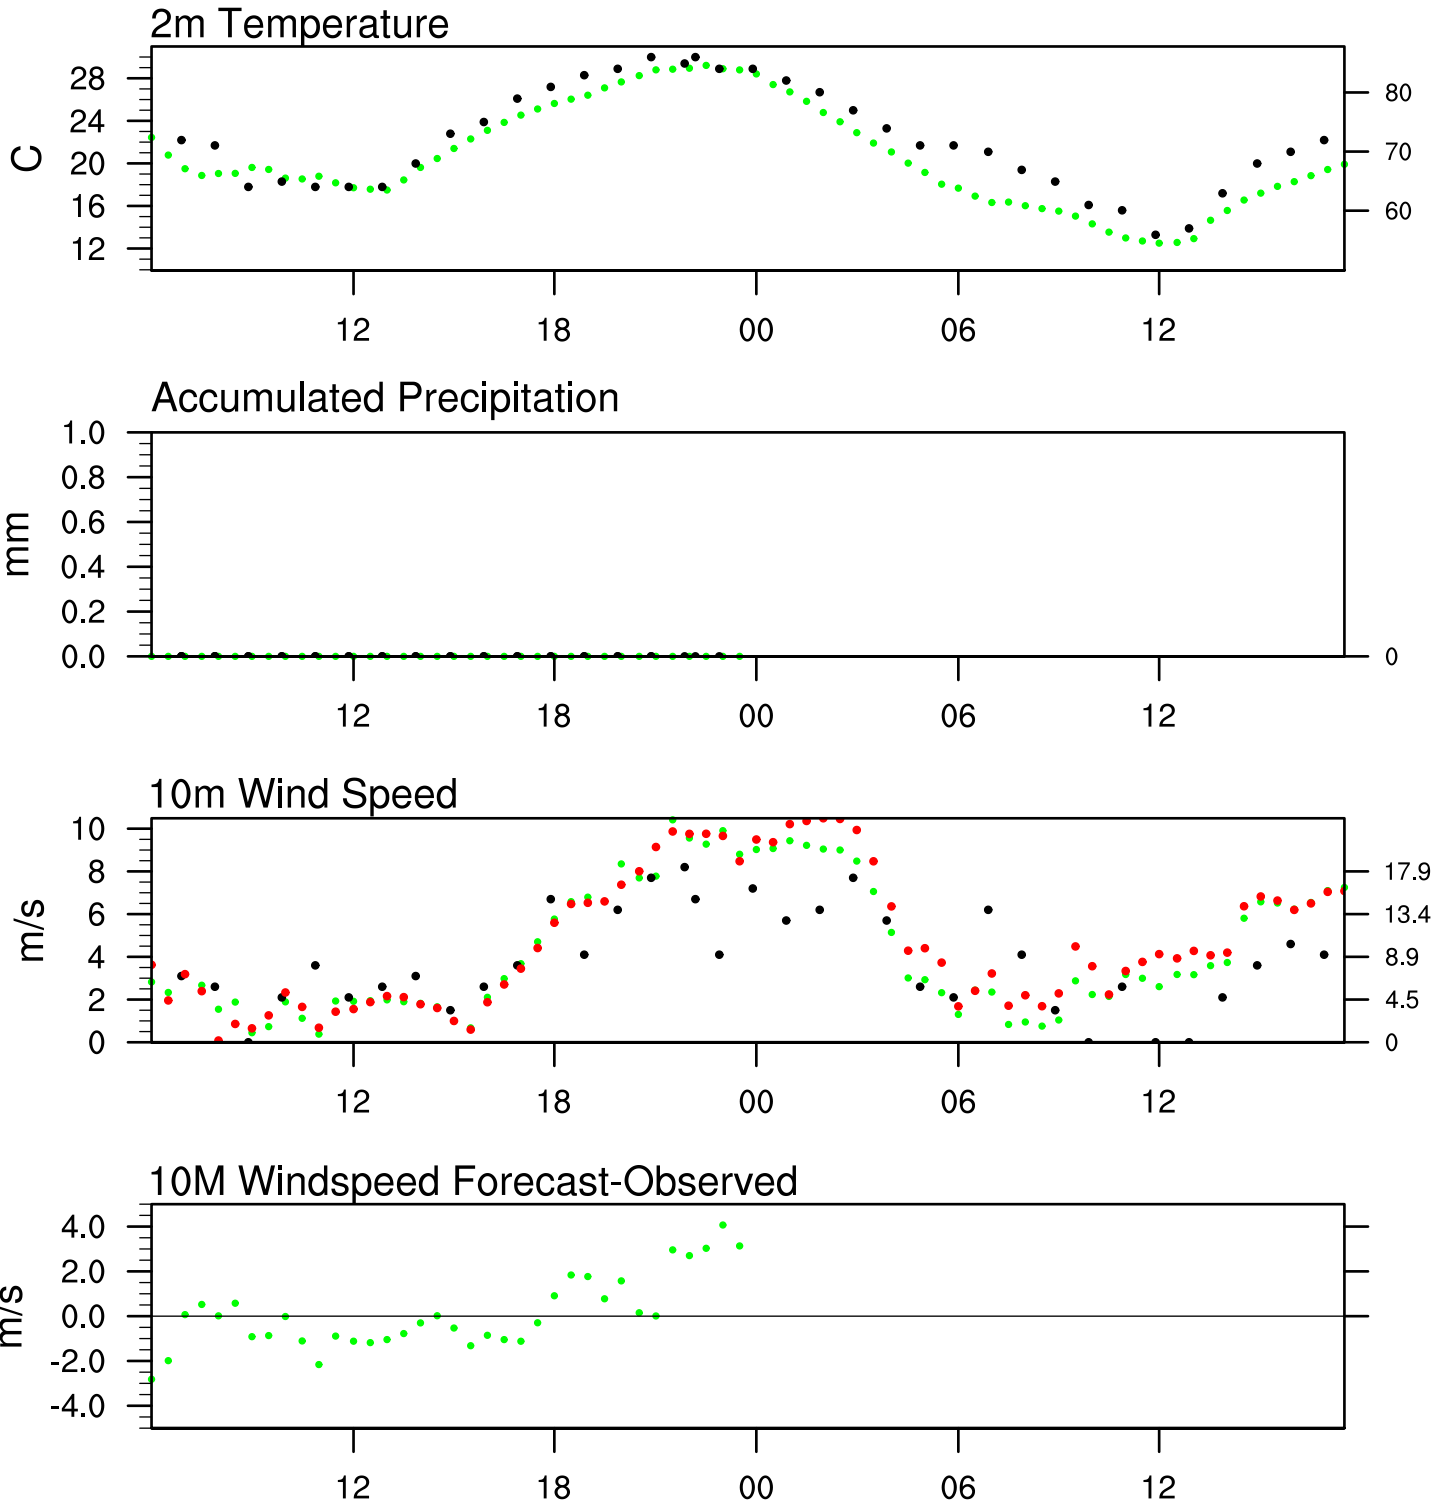 2m Temperature
28
24
20
16
12
C
80
70
60
12 18 00 06 12
Accumulated Precipitation
1.0
0.8
0.6
0.4
0.2
0.0
mm
0
12 18 00 06 12
10m Wind Speed
10
8
6
4
2
0
m/s
17.9
13.4
8.9
4.5
0
12 18 00 06 12
10M Windspeed Forecast-Observed
4.0
2.0
0.0
-2.0
-4.0
m/s
12 18 00 06 12